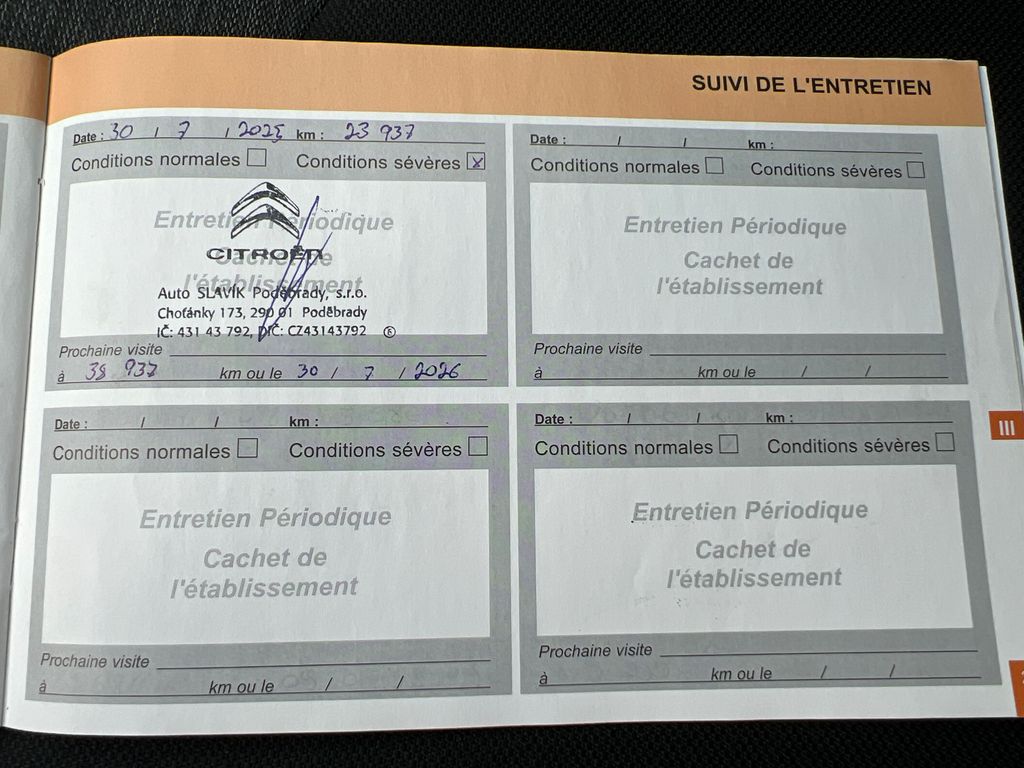 SUIVI DE L'ENTRETIEN
Date : 30 / 7 / 2025 km : 23 937
Conditions normales Conditions sévères x
Entretien Périodique
Cachet de
l'établissement
CITROËN
Auto SLAVÍK Poděbrady, s.r.o.
Choťánky 173, 290 01 Poděbrady
IČ: 431 43 792, DIČ: CZ43143792 6
Prochaine visite
à 38 937 km ou le 30 / 7 / 2026
Date : / / km :
Conditions normales Conditions sévères
Entretien Périodique
Cachet de
l'établissement
Prochaine visite
à km ou le / /
Date : / / km :
Conditions normales Conditions sévères
Entretien Périodique
Cachet de
l'établissement
Prochaine visite
à km ou le / /
Date : / / km :
Conditions normales Conditions sévères
Entretien Périodique
Cachet de
l'établissement
Prochaine visite
à km ou le / /
III